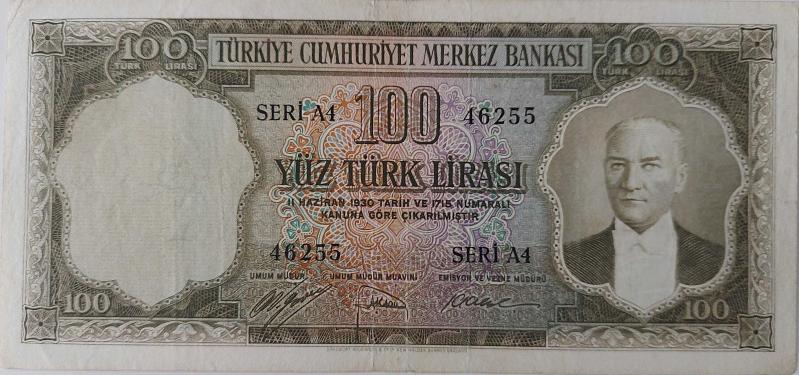 TÜRKİYE CUMHURİYET MERKEZ BANKASI
100 100
TÜRK LİRASI TÜRK LİRASI
SERİ A4 100 46255
YÜZ TÜRK LİRASI
11 HAZİRAN 1930 TARİH VE 1715 NUMARALI
KANUNA GÖRE ÇIKARILMIŞTIR
46255 SERİ A4
UMUM MÜDÜR UMUM MÜDÜR MUAVİNİ EMİSYON VE VEZNE MÜDÜRÜ
100 100